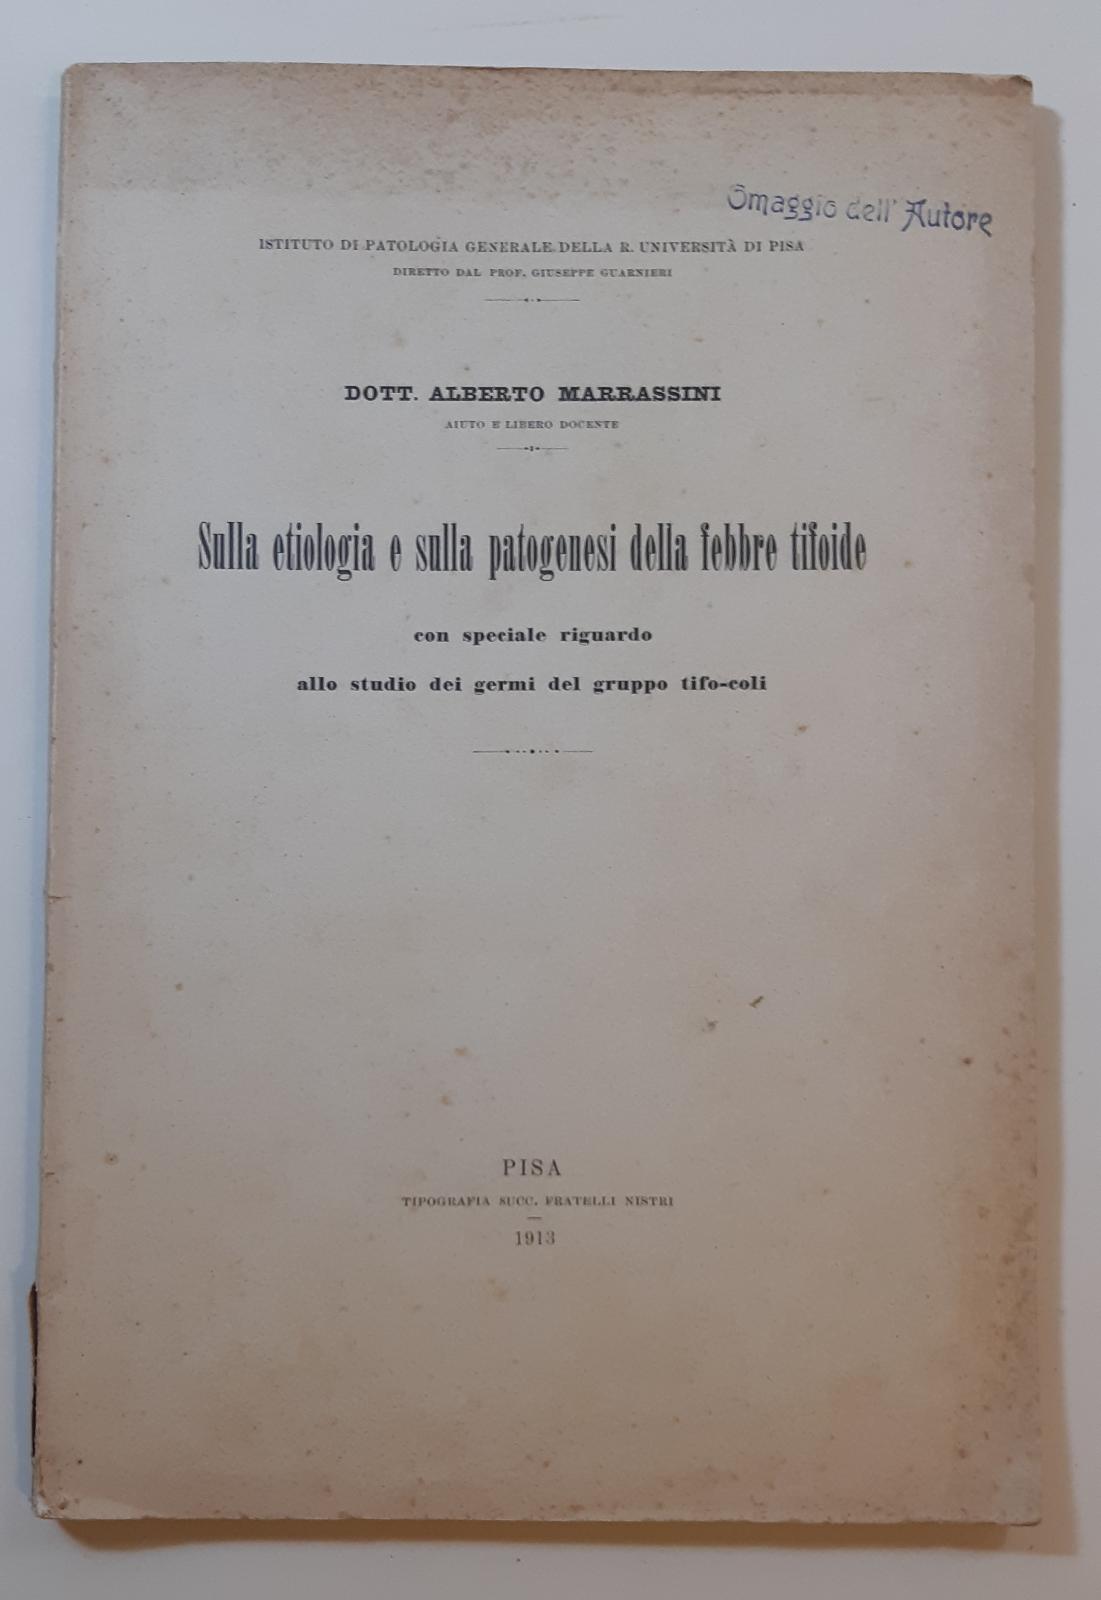 Omaggio dell' Autore
ISTITUTO DI PATOLOGIA GENERALE DELLA R. UNIVERSITÀ DI PISA
DIRETTO DAL PROF. GIUSEPPE GUARNIERI
DOTT. ALBERTO MARRASSINI
AIUTO E LIBERO DOCENTE
Sulla etiologia e sulla patogenesi della febbre tifoide
con speciale riguardo
allo studio dei germi del gruppo tifo-coli
PISA
TIPOGRAFIA SUCC. FRATELLI NISTRI
1913